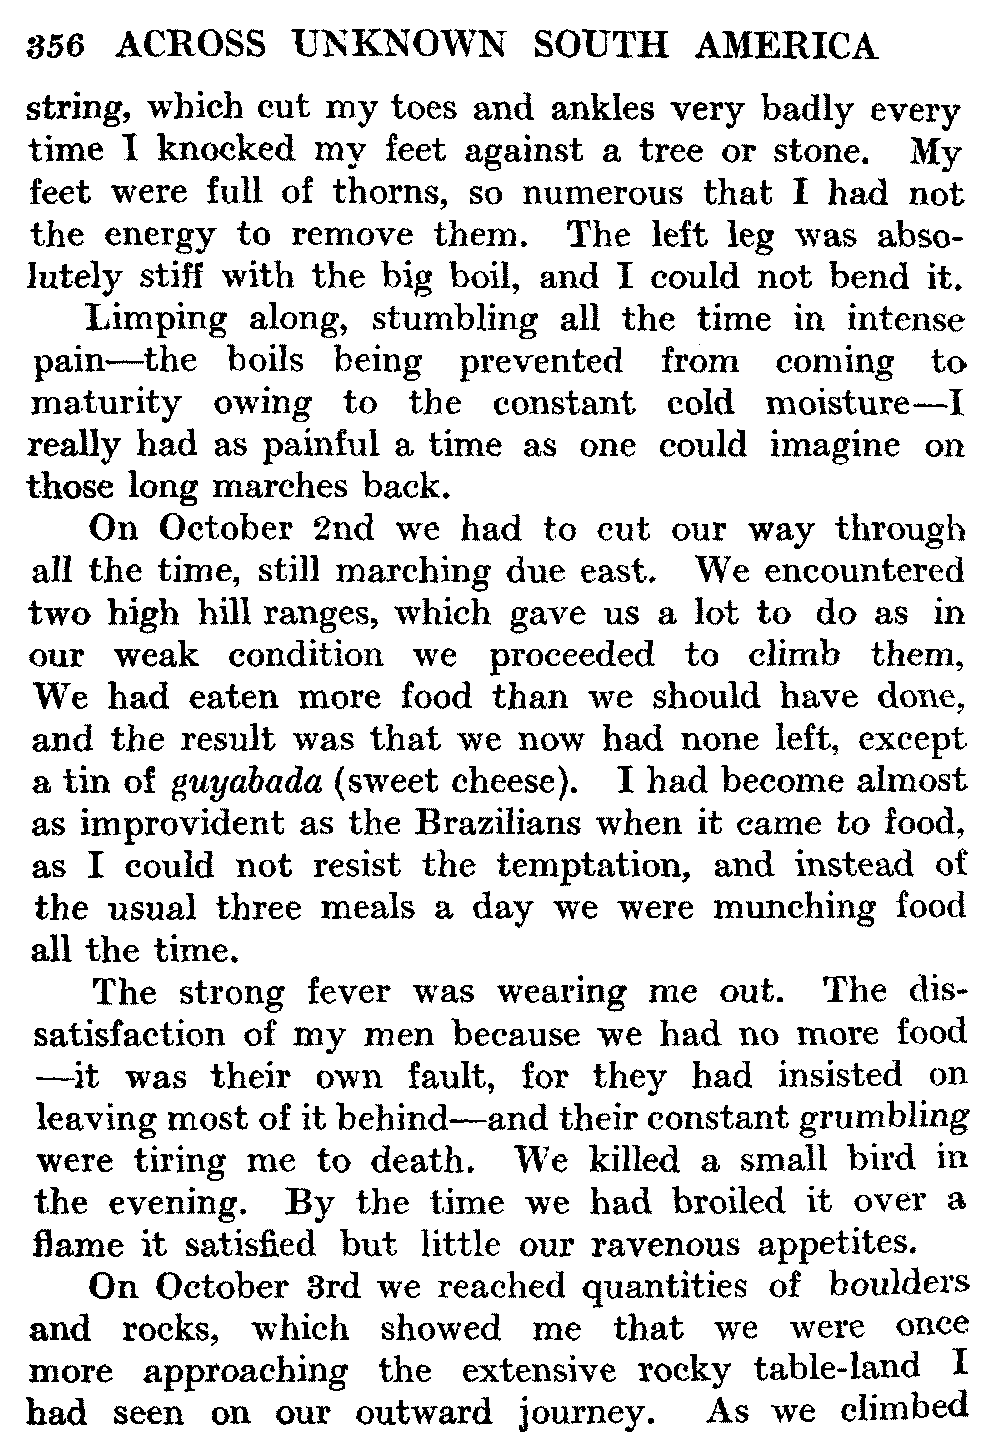 356 ACROSS UNKNOWN SOUTH AMERICA
string, which cut my toes and ankles very badly every
time I knocked my feet against a tree or stone. My
feet were full of thorns, so numerous that I had not
the energy to remove them. The left leg was abso-
lutely stiff with the big boil, and I could not bend it.
Limping along, stumbling all the time in intense
pain—the boils being prevented from coming to
maturity owing to the constant cold moisture—I
really had as painful a time as one could imagine on
those long marches back.
On October 2nd we had to cut our way through
all the time, still marching due east. We encountered
two high hill ranges, which gave us a lot to do as in
our weak condition we proceeded to climb them,
We had eaten more food than we should have done,
and the result was that we now had none left, except
a tin of guyabada (sweet cheese). I had become almost
as improvident as the Brazilians when it came to food,
as I could not resist the temptation, and instead of
the usual three meals a day we were munching food
all the time.
The strong fever was wearing me out. The dis-
satisfaction of my men because we had no more food
—it was their own fault, for they had insisted on
leaving most of it behind—and their constant grumbling
were tiring me to death. We killed a small bird in
the evening. By the time we had broiled it over a
flame it satisfied but little our ravenous appetites.
On October 3rd we reached quantities of boulders
and rocks, which showed me that we were once
more approaching the extensive rocky table-land I
had seen on our outward journey. As we climbed